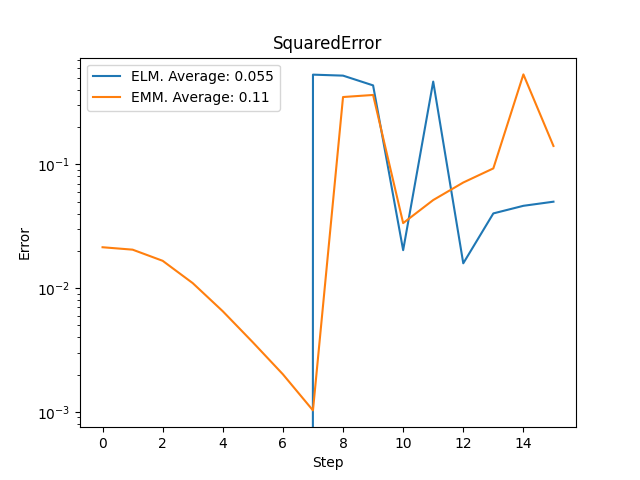 SquaredError
ELM. Average: 0.055
EMM. Average: 0.11
Error
10⁻¹
10⁻²
10⁻³
0 2 4 6 8 10 12 14
Step